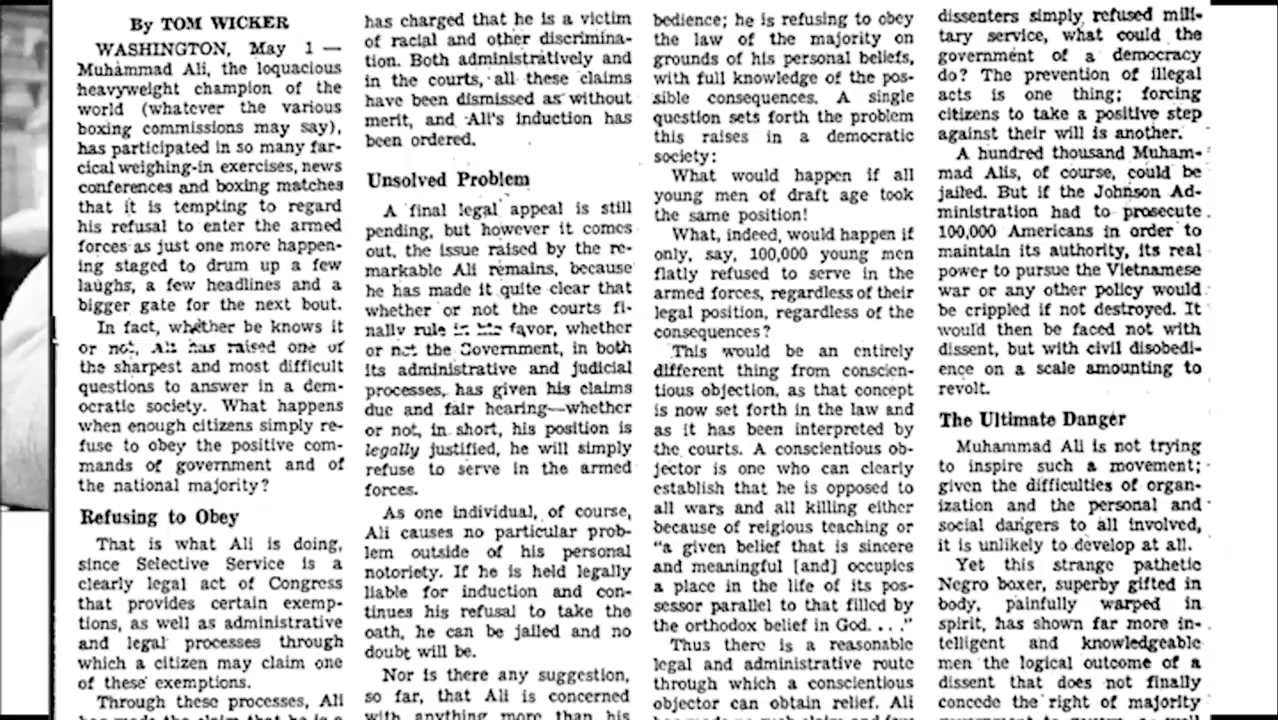 By TOM WICKER
WASHINGTON, May 1 —
Muhammad Ali, the loquacious
heavyweight champion of the
world (whatever the various
boxing commissions may say),
has participated in so many far-
cical weighing-in exercises, news
conferences and boxing matches
that it is tempting to regard
his refusal to enter the armed
forces as just one more happen-
ing staged to drum up a few
laughs, a few headlines and a
bigger gate for the next bout.
In fact, whether be knows it
or not, Ali has raised one of
the sharpest and most difficult
questions to answer in a dem-
ocratic society. What happens
when enough citizens simply re-
fuse to obey the positive com-
mands of government and of
the national majority?
Refusing to Obey
That is what Ali is doing,
since Selective Service is a
clearly legal act of Congress
that provides certain exemp-
tions, as well as administrative
and legal processes through
which a citizen may claim one
of these exemptions.
Through these processes, Ali
has made the claim that he is a
has charged that he is a victim
of racial and other discrimina-
tion. Both administratively and
in the courts, all these claims
have been dismissed as without
merit, and Ali's induction has
been ordered.
Unsolved Problem
A final legal appeal is still
pending, but however it comes
out, the issue raised by the re-
markable Ali remains, because
he has made it quite clear that
whether or not the courts fi-
nally rule in his favor, whether
or not the Government, in both
its administrative and judicial
processes, has given his claims
due and fair hearing—whether
or not, in short, his position is
legally justified, he will simply
refuse to serve in the armed
forces.
As one individual, of course,
Ali causes no particular prob-
lem outside of his personal
notoriety. If he is held legally
liable for induction and con-
tinues his refusal to take the
oath, he can be jailed and no
doubt will be.
Nor is there any suggestion,
so far, that Ali is concerned
with anything more than his
bedience; he is refusing to obey
the law of the majority on
grounds of his personal beliefs,
with full knowledge of the pos-
sible consequences. A single
question sets forth the problem
this raises in a democratic
society:
What would happen if all
young men of draft age took
the same position!
What, indeed, would happen if
only, say, 100,000 young men
flatly refused to serve in the
armed forces, regardless of their
legal position, regardless of the
consequences?
This would be an entirely
different thing from conscien-
tious objection, as that concept
is now set forth in the law and
as it has been interpreted by
the courts. A conscientious ob-
jector is one who can clearly
establish that he is opposed to
all wars and all killing either
because of reigious teaching or
"a given belief that is sincere
and meaningful [and] occupies
a place in the life of its pos-
sessor parallel to that filled by
the orthodox belief in God. . . ."
Thus there is a reasonable
legal and administrative route
through which a conscientious
objector can obtain relief. Ali
has made no such claim and few
dissenters simply refused mili-
tary service, what could the
government of a democracy
do? The prevention of illegal
acts is one thing; forcing
citizens to take a positive step
against their will is another.
A hundred thousand Muham-
mad Alis, of course, could be
jailed. But if the Johnson Ad-
ministration had to prosecute
100,000 Americans in order to
maintain its authority, its real
power to pursue the Vietnamese
war or any other policy would
be crippled if not destroyed. It
would then be faced not with
dissent, but with civil disobedi-
ence on a scale amounting to
revolt.
The Ultimate Danger
Muhammad Ali is not trying
to inspire such a movement;
given the difficulties of organ-
ization and the personal and
social dangers to all involved,
it is unlikely to develop at all.
Yet this strange pathetic
Negro boxer, superby gifted in
body, painfully warped in
spirit, has shown far more in-
telligent and knowledgeable
men the logical outcome of a
dissent that does not finally
concede the right of majority